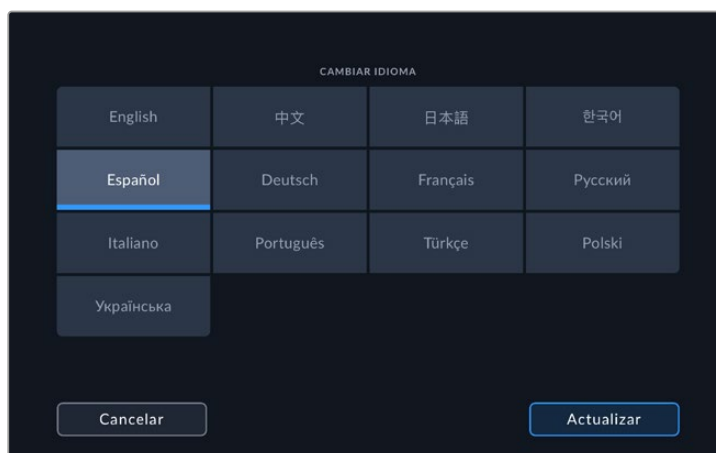 CAMBIAR IDIOMA
English 中文 日本語 한국어
Español Deutsch Français Русский
Italiano Português Türkçe Polski
Українська
Cancelar Actualizar